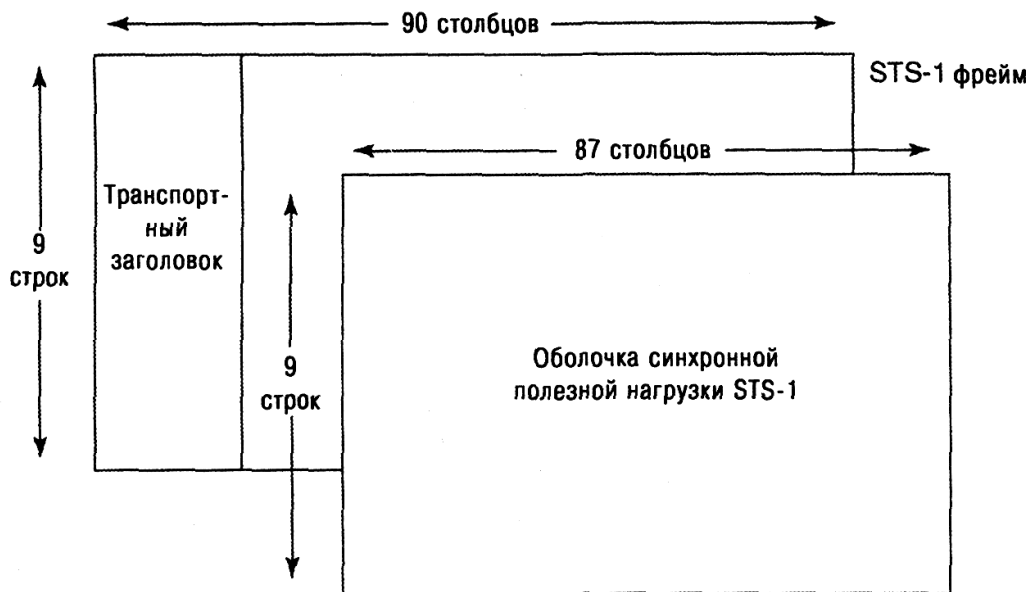 90 столбцов
STS-1 фрейм
87 столбцов
Транспорт-
ный
заголовок
9
строк
9
строк
Оболочка синхронной
полезной нагрузки STS-1